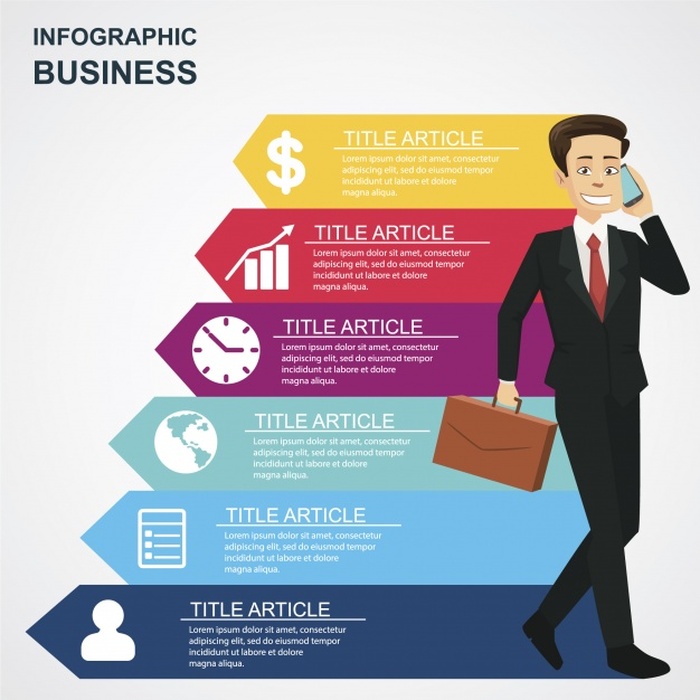 INFOGRAPHIC
BUSINESS
TITLE ARTICLE
Lorem ipsum dolor sit amet, consectetur
adipiscing elit, sed do eiusmod tempor
incididunt ut labore et dolore
magna aliqua.
TITLE ARTICLE
Lorem ipsum dolor sit amet, consectetur
adipiscing elit, sed do eiusmod tempor
incididunt ut labore et dolore
magna aliqua.
TITLE ARTICLE
Lorem ipsum dolor sit amet, consectetur
adipiscing elit, sed do eiusmod tempor
incididunt ut labore et dolore
magna aliqua.
TITLE ARTICLE
Lorem ipsum dolor sit amet, consectetur
adipiscing elit, sed do eiusmod tempor
incididunt ut labore et dolore
magna aliqua.
TITLE ARTICLE
Lorem ipsum dolor sit amet, consectetur
adipiscing elit, sed do eiusmod tempor
incididunt ut labore et dolore
magna aliqua.
TITLE ARTICLE
Lorem ipsum dolor sit amet, consectetur
adipiscing elit, sed do eiusmod tempor
incididunt ut labore et dolore
magna aliqua.